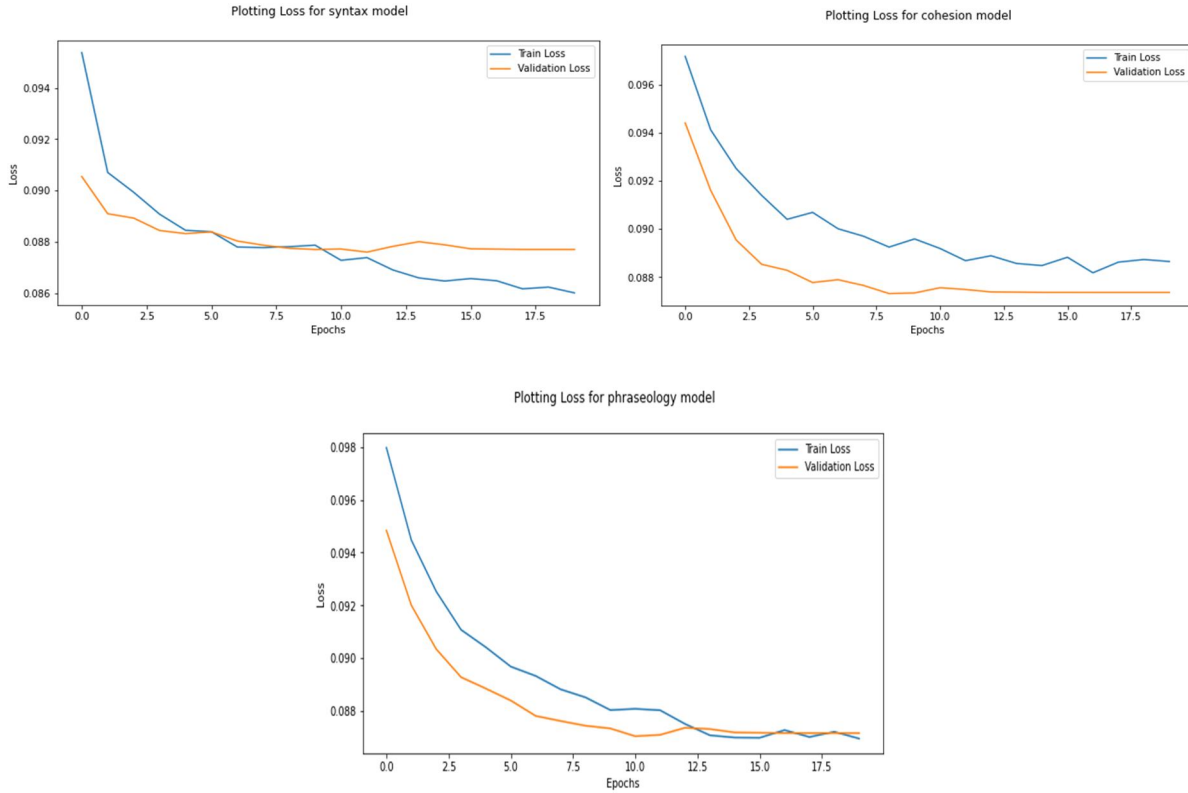 Plotting Loss for syntax model
Train Loss
Validation Loss
0.094
0.092
0.090
0.088
0.086
Loss
0.0
2.5
5.0
7.5
10.0
12.5
15.0
17.5
Epochs
Plotting Loss for cohesion model
Train Loss
Validation Loss
0.096
0.094
0.092
0.090
0.088
Loss
0.0
2.5
5.0
7.5
10.0
12.5
15.0
17.5
Epochs
Plotting Loss for phraseology model
Train Loss
Validation Loss
0.098
0.096
0.094
0.092
0.090
0.088
Loss
0.0
2.5
5.0
7.5
10.0
12.5
15.0
17.5
Epochs